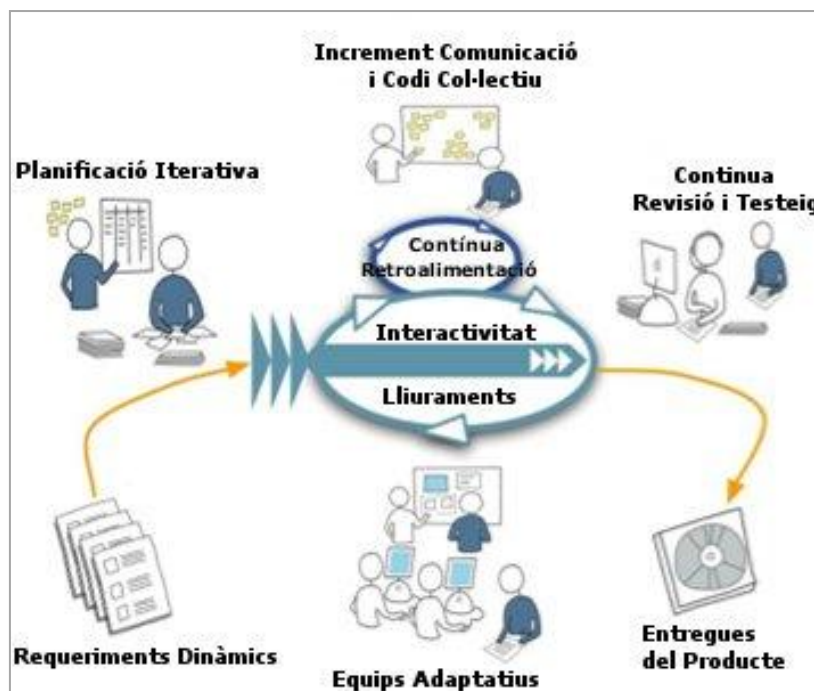 Increment Comunicació
i Codi Col·lectiu
Planificació Iterativa
Continua
Revisió i Testeig
Contínua
Retroalimentació
Interactivitat
Lliuraments
Requeriments Dinàmics
Equips Adaptatius
Entregues
del Producte